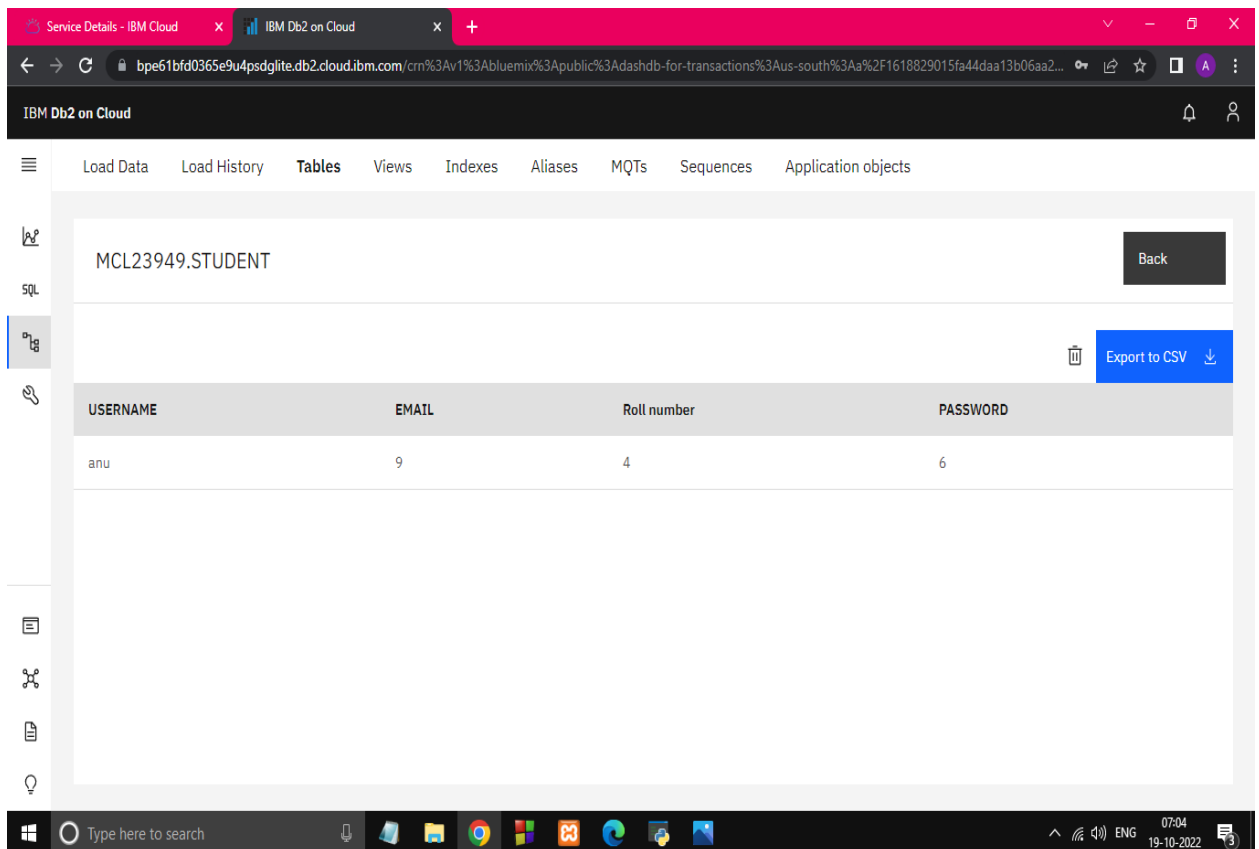 Service Details - IBM Cloud IBM Db2 on Cloud
bpe61bfd0365e9u4psdglite.db2.cloud.ibm.com/crn%3Av1%3Abluemix%3Apublic%3Adashdb-for-transactions%3Aus-south%3Aa%2F1618829015fa44daa13b06aa2... A
IBM Db2 on Cloud
Load Data Load History Tables Views Indexes Aliases MQTs Sequences Application objects
MCL23949.STUDENT Back
SQL
Export to CSV
USERNAME EMAIL Roll number PASSWORD
anu 9 4 6
Type here to search ENG 07:04
19-10-2022 3